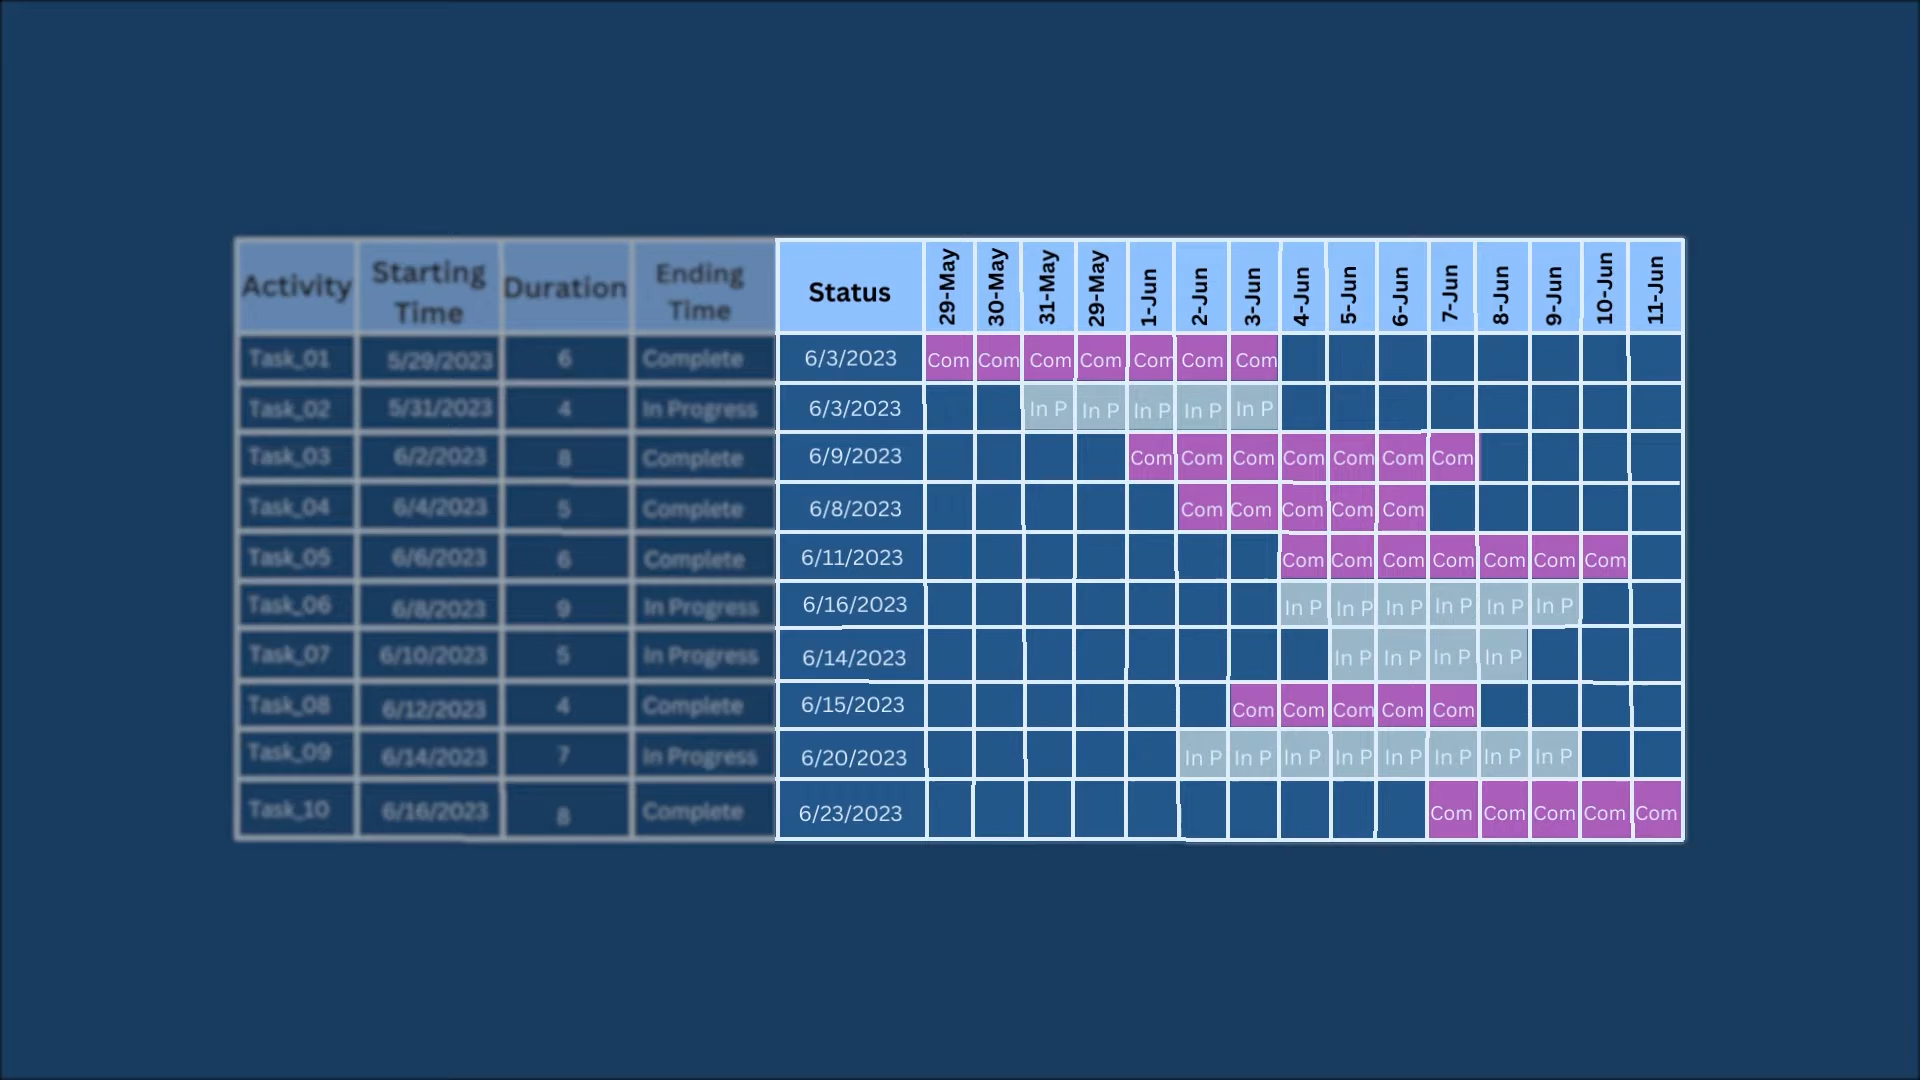 Activity Starting Time Duration Ending Time Status 29-May 30-May 31-May 29-May 1-Jun 2-Jun 3-Jun 4-Jun 5-Jun 6-Jun 7-Jun 8-Jun 9-Jun 10-Jun 11-Jun
Task_01 5/29/2023 6 Complete 6/3/2023 Com Com Com Com Com Com Com
Task_02 5/31/2023 4 In Progress 6/3/2023 In P In P In P In P In P
Task_03 6/2/2023 8 Complete 6/9/2023 Com Com Com Com Com Com Com
Task_04 6/4/2023 5 Complete 6/8/2023 Com Com Com Com Com
Task_05 6/6/2023 6 Complete 6/11/2023 Com Com Com Com Com Com Com
Task_06 6/8/2023 9 In Progress 6/16/2023 In P In P In P In P In P In P
Task_07 6/10/2023 5 In Progress 6/14/2023 In P In P In P In P
Task_08 6/12/2023 4 Complete 6/15/2023 Com Com Com Com Com
Task_09 6/14/2023 7 In Progress 6/20/2023 In P In P In P In P In P In P In P In P
Task_10 6/16/2023 8 Complete 6/23/2023 Com Com Com Com Com